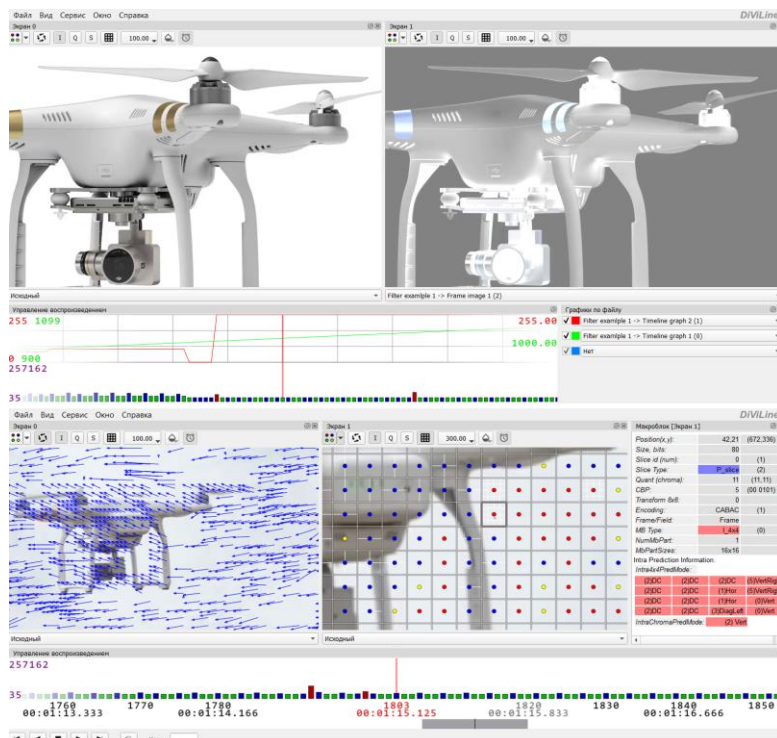 Файл Вид Сервис Окно Справка DiViLine
Экран 0 Экран 1
I Q S 100.00 I Q S 100.00
Исходный Filter examlple 1 -> Frame image 1 (2)
Управление воспроизведением Графики по файлу
255 1099 255.00 Filter examlple 1 -> Timeline graph 2 (1)
1000.00 Filter examlple 1 -> Timeline graph 1 (0)
0 900 Нет
257162
35
Файл Вид Сервис Окно Справка DiViLine
Экран 0 Экран 1 Макроблок [Экран 1]
I Q S 100.00 I Q S 300.00
Position(x,y): 42,21 (672,336)
Size, bits: 80
Slice id (num): 0 (1)
Slice Type: P_slice (2)
Quant (chroma): 11 (11,11)
CBP: 5 (00 0101)
Transform 8x8: 0
Encoding: CABAC (1)
Frame/Field: Frame
MB Type: I_4x4 (0)
NumMbPart: 1
MbPartSizes: 16x16
Intra Prediction Information
Intra4x4PredMode:
(2)DC (2)DC (2)DC (5)VertRig
(2)DC (2)DC (1)Hor (5)VertRig
(2)DC (2)DC (1)Hor (0)Vert
(2)DC (2)DC (3)DiagLeft (0)Vert
IntraChromaPredMode: (2) Vert
Исходный Исходный
Управление воспроизведением
257162
35
1760 1770 1780 1803 1820 1830 1840 1850
00:01:13.333 00:01:14.166 00:01:15.125 00:01:15.833 00:01:16.666